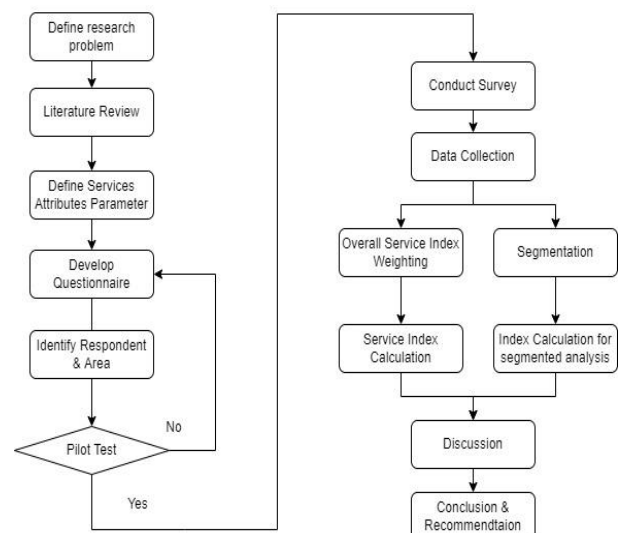 Define research
problem
Literature Review
Define Services
Attributes Parameter
Develop
Questionnaire
Identify Respondent
& Area
Pilot Test
No
Yes
Conduct Survey
Data Collection
Overall Service Index
Weighting
Segmentation
Service Index
Calculation
Index Calculation for
segmented analysis
Discussion
Conclusion &
Recommendtaion